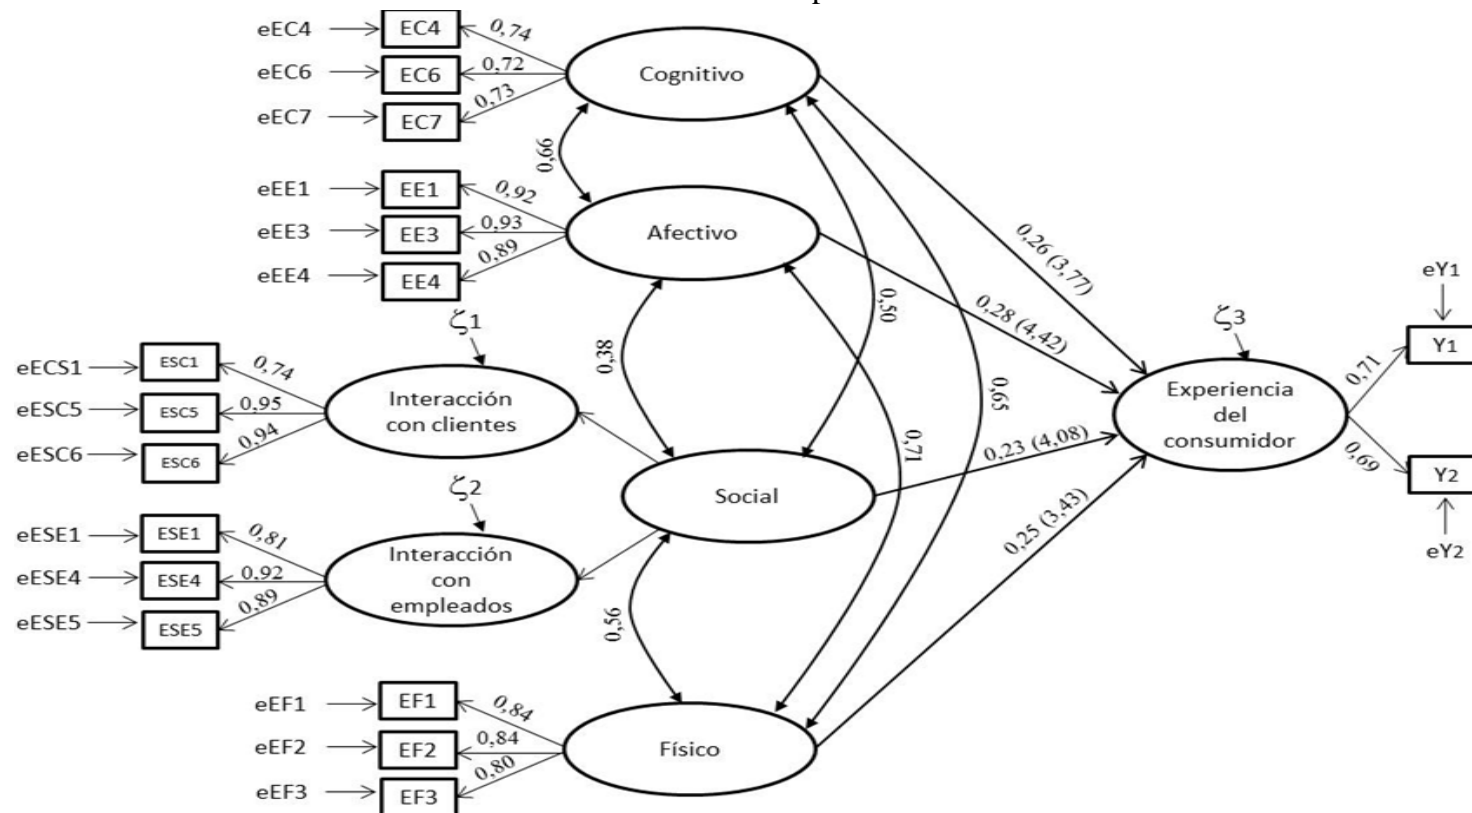 eEC4
EC4
0,74
eEC6
EC6
0,72
eEC7
EC7
0,73
Cognitivo
0,66
eEE1
EE1
0,92
eEE3
EE3
0,93
eEE4
EE4
0,89
Afectivo
0,26 (3,77)
0,28 (4,42)
0,50
0,38
0,65
0,71
ζ1
eECS1
ESC1
0,74
eESC5
ESC5
0,95
eESC6
ESC6
0,94
Interacción
con clientes
ζ2
eESE1
ESE1
0,81
eESE4
ESE4
0,92
eESE5
ESE5
0,89
Interacción
con
empleados
Social
0,23 (4,08)
0,25 (3,43)
0,56
eEF1
EF1
0,84
eEF2
EF2
0,84
eEF3
EF3
0,80
Físico
ζ3
Experiencia
del
consumidor
0,71
0,69
eY1
Y1
Y2
eY2